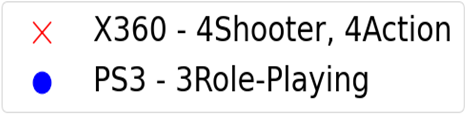 X360 - 4Shooter, 4Action
PS3 - 3Role-Playing